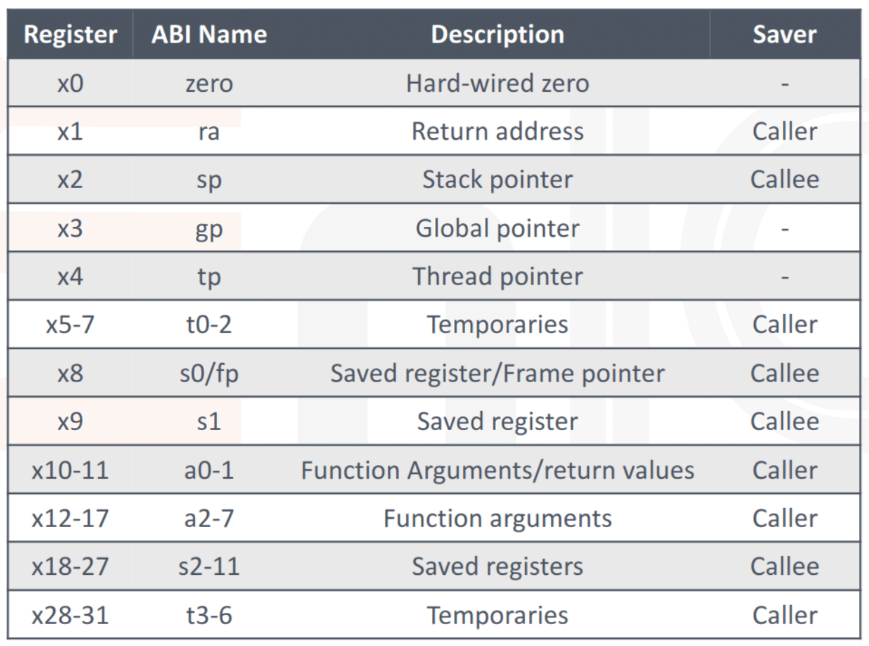 Register ABI Name Description Saver
x0 zero Hard-wired zero -
x1 ra Return address Caller
x2 sp Stack pointer Callee
x3 gp Global pointer -
x4 tp Thread pointer -
x5-7 t0-2 Temporaries Caller
x8 s0/fp Saved register/Frame pointer Callee
x9 s1 Saved register Callee
x10-11 a0-1 Function Arguments/return values Caller
x12-17 a2-7 Function arguments Caller
x18-27 s2-11 Saved registers Callee
x28-31 t3-6 Temporaries Caller